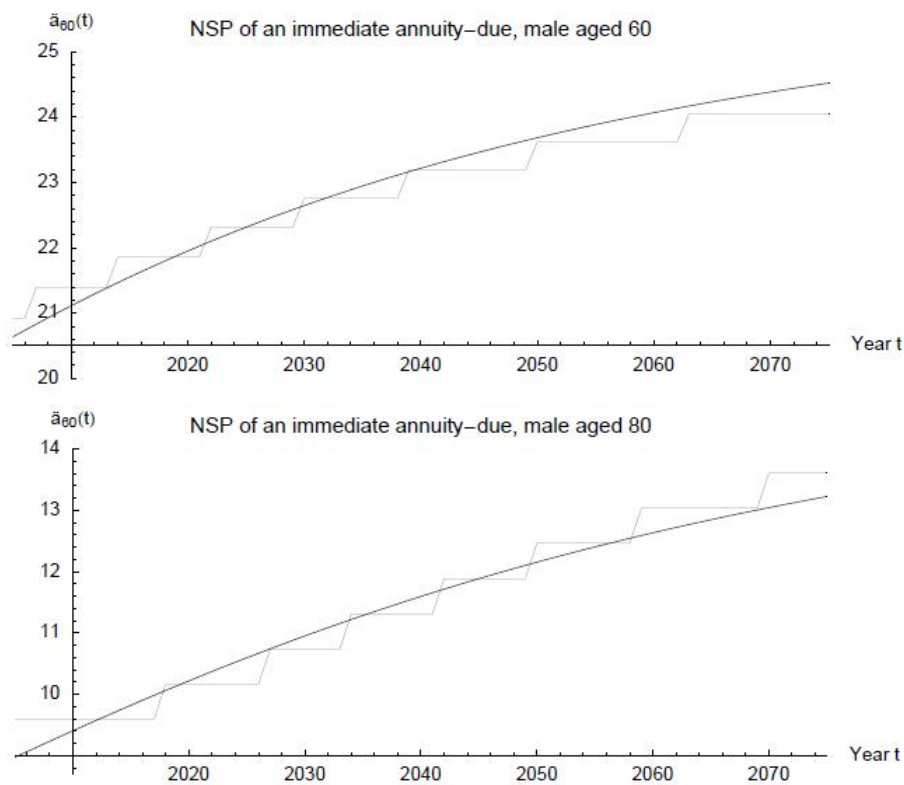 ä60(t)
NSP of an immediate annuity–due, male aged 60
25
24
23
22
21
20
2020 2030 2040 2050 2060 2070
Year t
ä60(t)
NSP of an immediate annuity–due, male aged 80
14
13
12
11
10
2020 2030 2040 2050 2060 2070
Year t